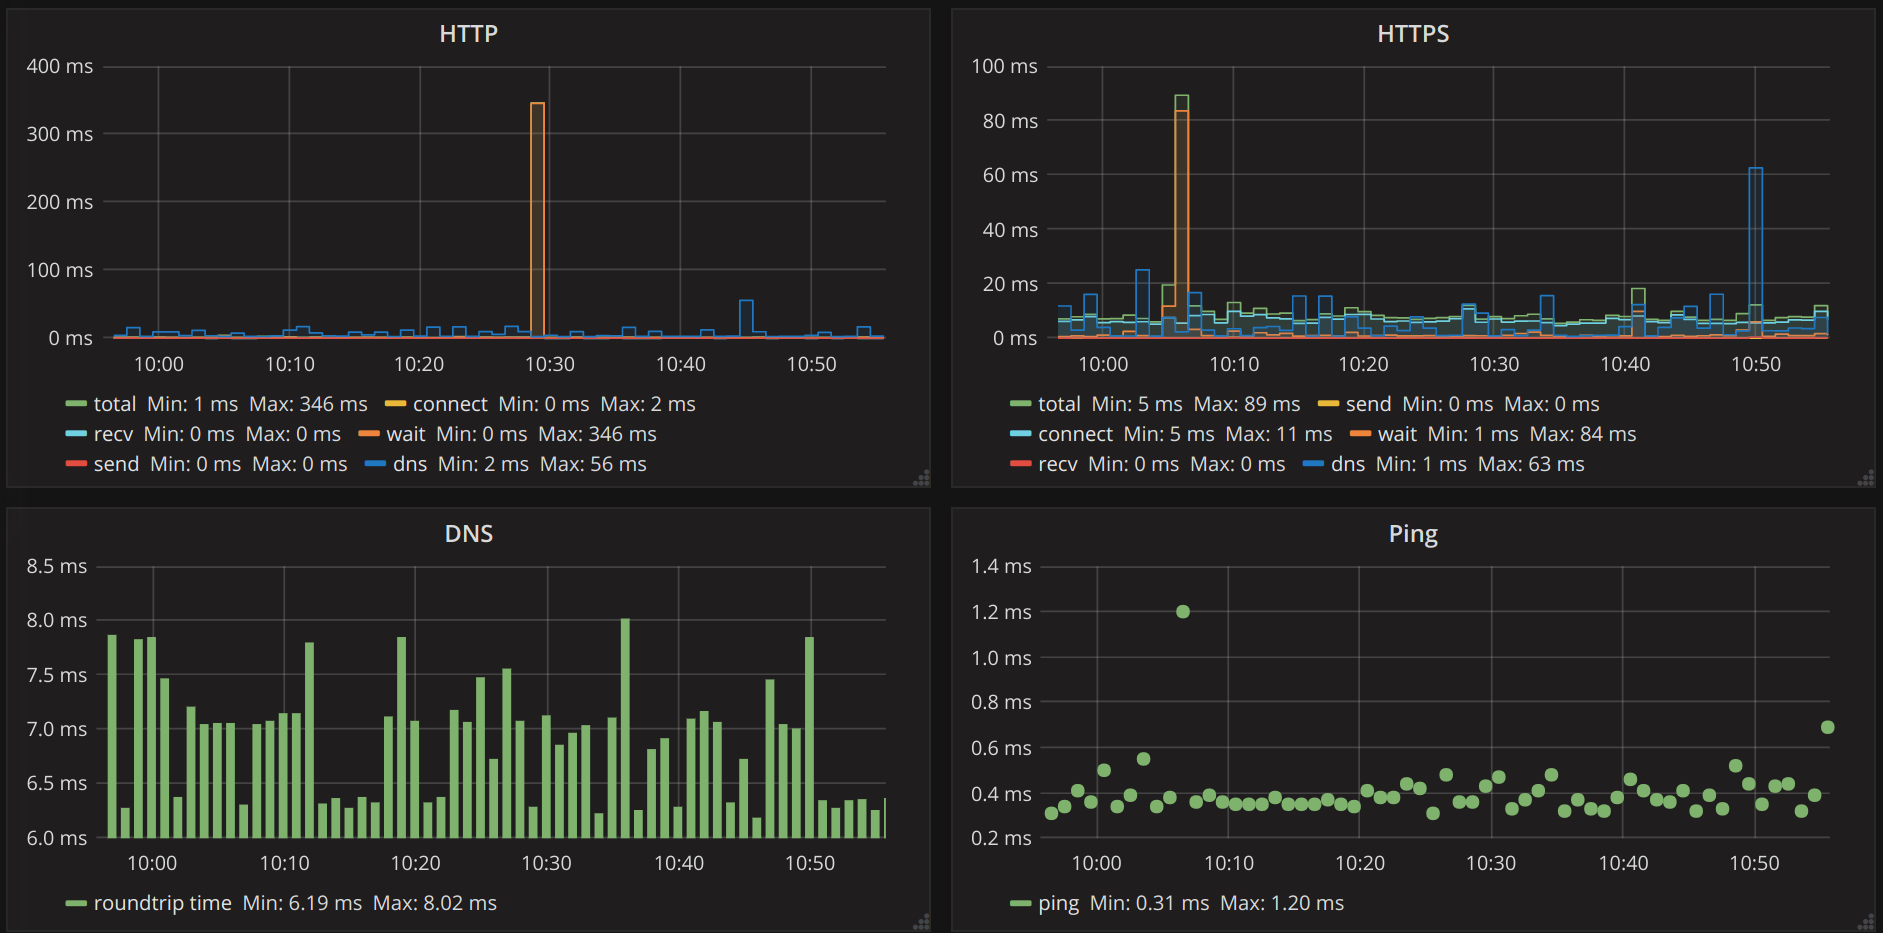 HTTP
400 ms
300 ms
200 ms
100 ms
0 ms
10:00 10:10 10:20 10:30 10:40 10:50
total Min: 1 ms Max: 346 ms connect Min: 0 ms Max: 2 ms
recv Min: 0 ms Max: 0 ms wait Min: 0 ms Max: 346 ms
send Min: 0 ms Max: 0 ms dns Min: 2 ms Max: 56 ms
HTTPS
100 ms
80 ms
60 ms
40 ms
20 ms
0 ms
10:00 10:10 10:20 10:30 10:40 10:50
total Min: 5 ms Max: 89 ms send Min: 0 ms Max: 0 ms
connect Min: 5 ms Max: 11 ms wait Min: 1 ms Max: 84 ms
recv Min: 0 ms Max: 0 ms dns Min: 1 ms Max: 63 ms
DNS
8.5 ms
8.0 ms
7.5 ms
7.0 ms
6.5 ms
6.0 ms
10:00 10:10 10:20 10:30 10:40 10:50
roundtrip time Min: 6.19 ms Max: 8.02 ms
Ping
1.4 ms
1.2 ms
1.0 ms
0.8 ms
0.6 ms
0.4 ms
0.2 ms
10:00 10:10 10:20 10:30 10:40 10:50
ping Min: 0.31 ms Max: 1.20 ms